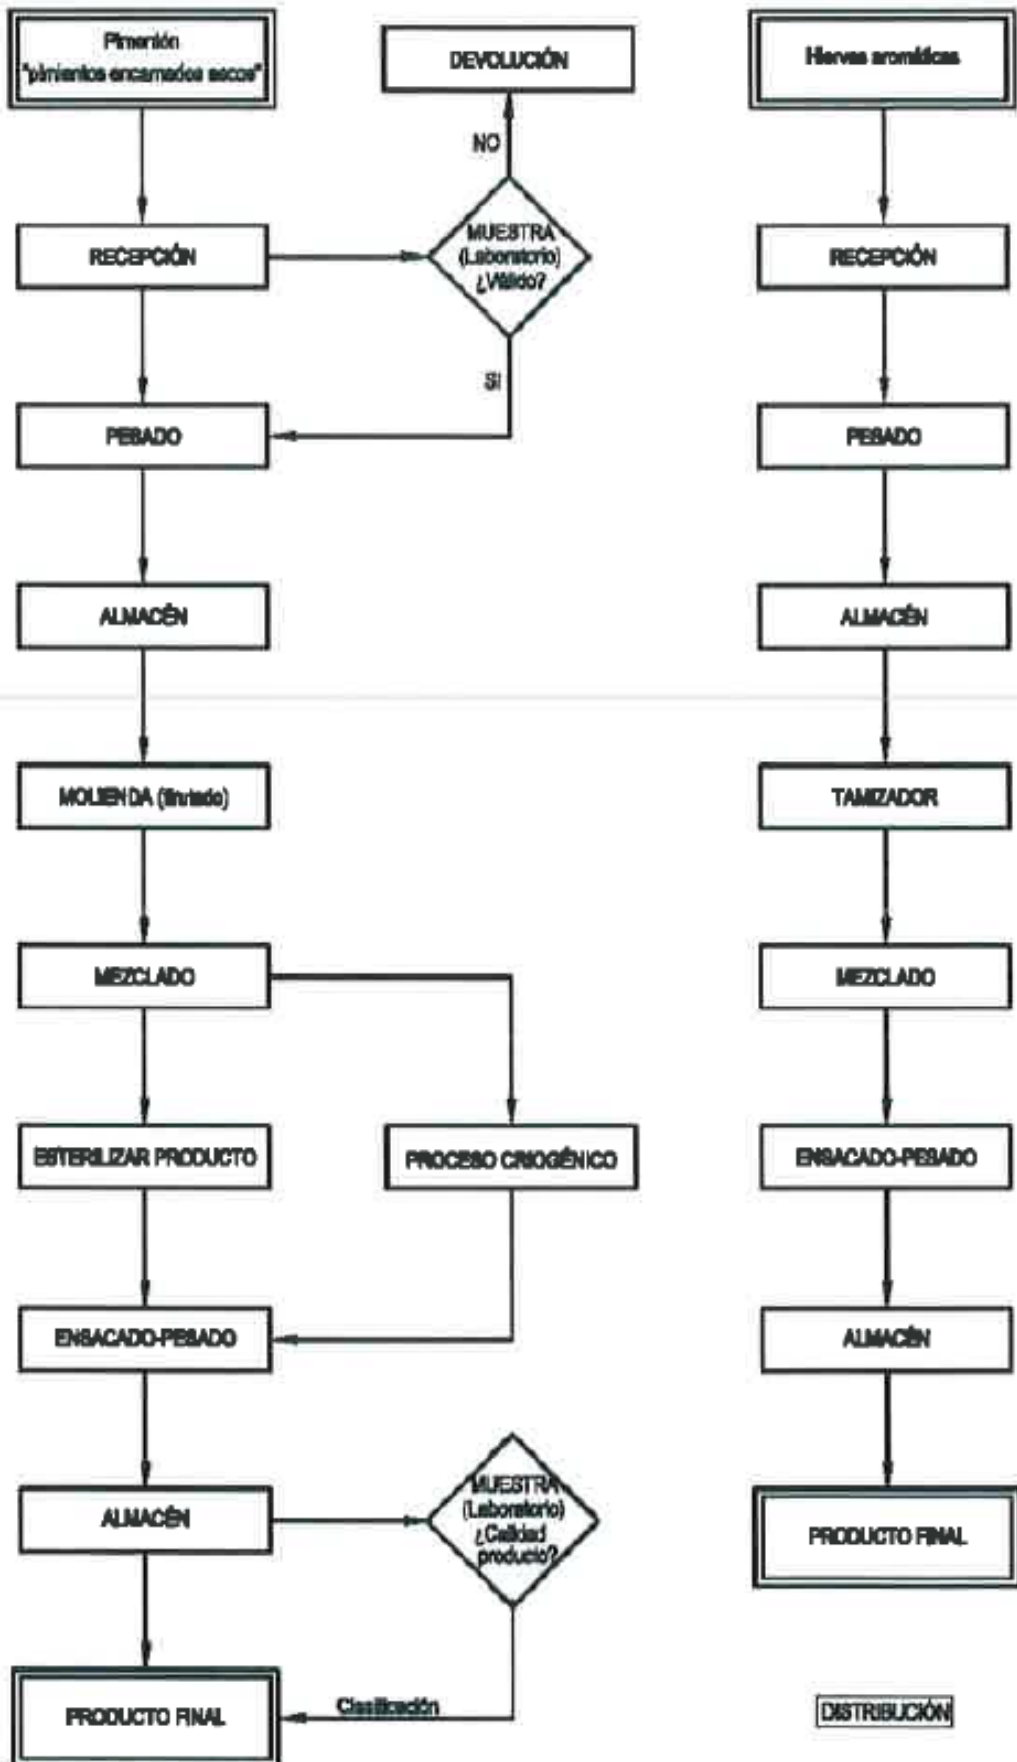 Pimentón
"pimientos encarnados secos"
RECEPCIÓN
DEVOLUCIÓN
NO
MUESTRA
(Laboratorio)
¿Válido?
SI
PESADO
ALMACÉN
MOLIENDA
MEZCLADO
ESTERILIZAR PRODUCTO
PROCESO CRIOGÉNICO
ENSACADO-PESADO
ALMACÉN
MUESTRA
(Laboratorio)
¿Calidad
producto?
Clasificación
PRODUCTO FINAL
Hiervas aromáticas
RECEPCIÓN
PESADO
ALMACÉN
TAMIZADOR
MEZCLADO
ENSACADO-PESADO
ALMACÉN
PRODUCTO FINAL
DISTRIBUCIÓN